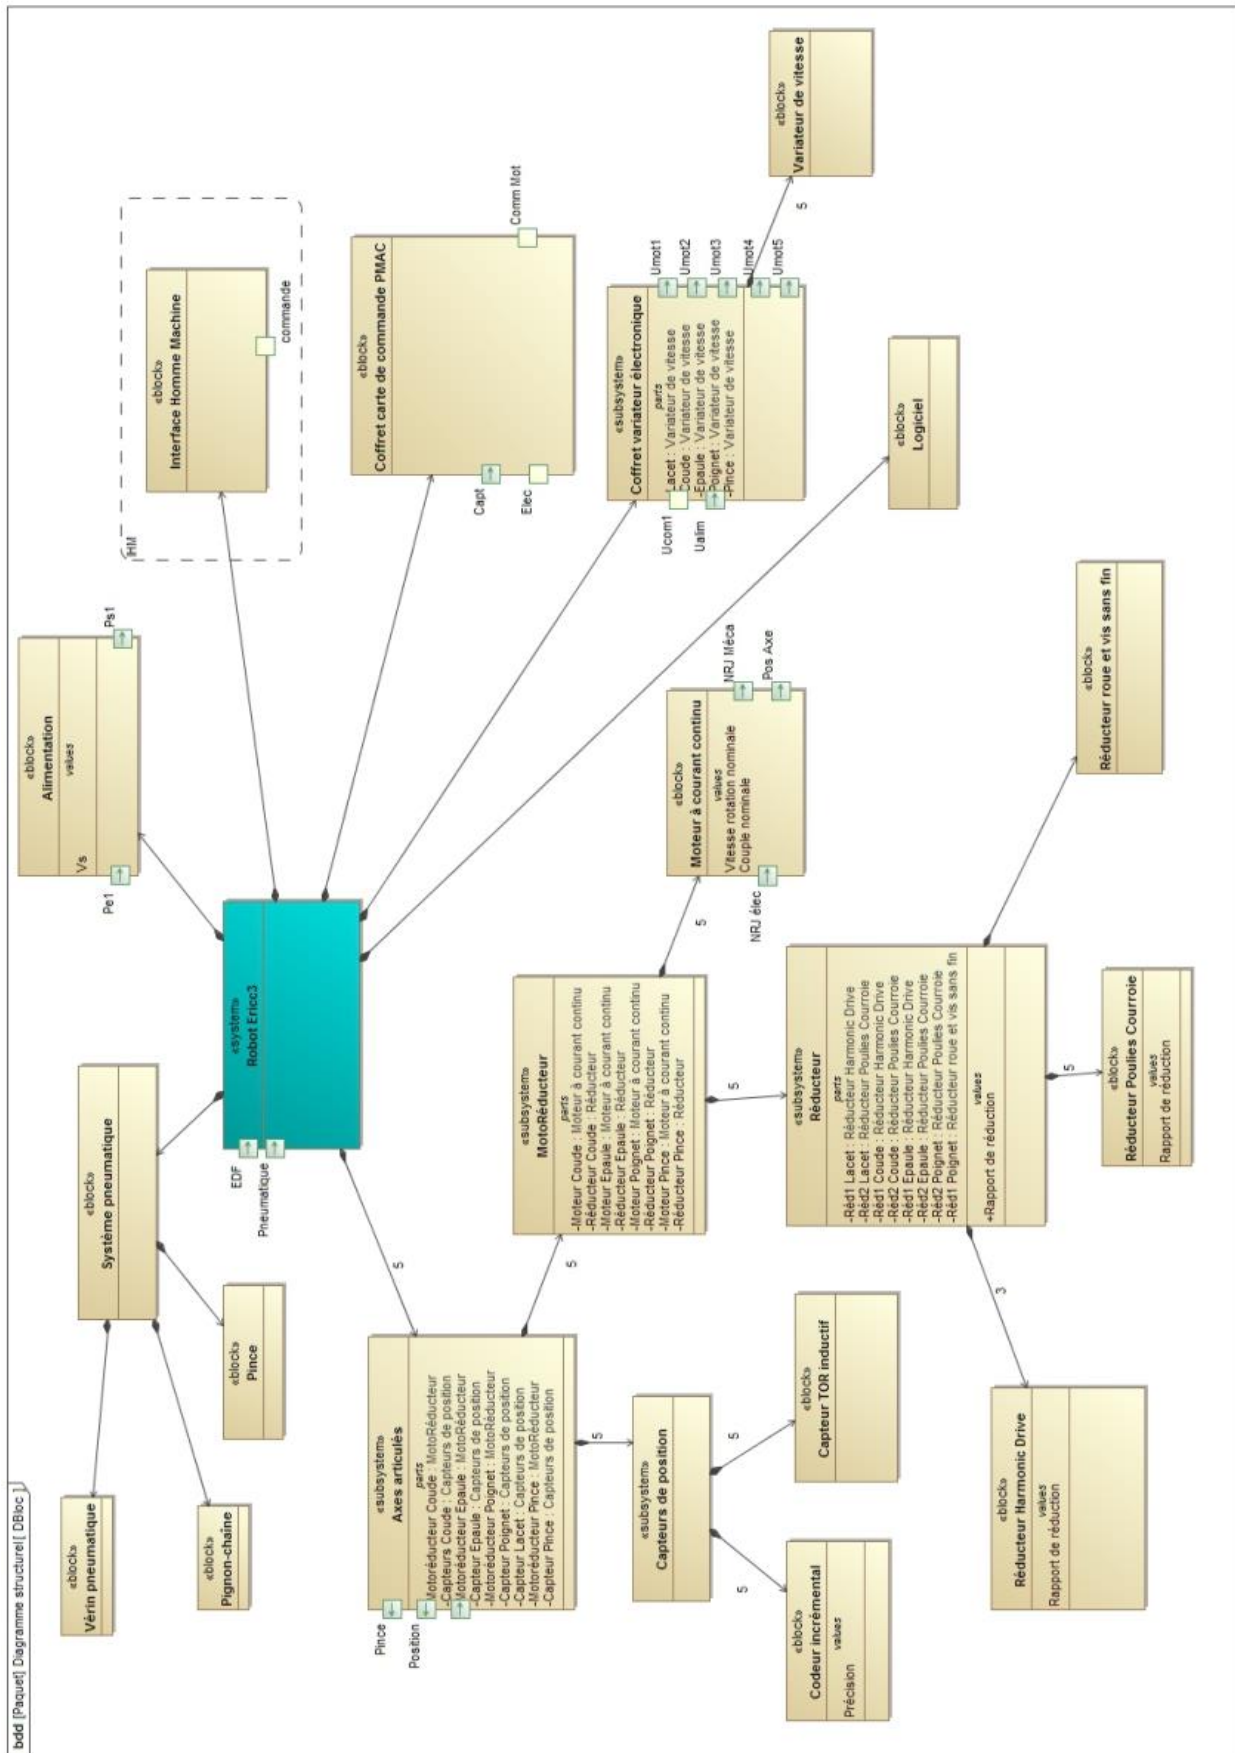 bdd [Paquet] Diagramme structurel[ DBloc ]
«block»
Vérin pneumatique
«block»
Pignon-chaîne
«block»
Pince
«block»
Système pneumatique
EDF
Pneumatique
«system»
Robot Ericc3
«block»
Alimentation
values
Vs
Pe1
Ps1
IHM
«block»
Interface Homme Machine
commande
«block»
Coffret carte de commande PMAC
Capt
Elec
Comm Mot
«subsystem»
Coffret variateur électronique
parts
Lacet : Variateur de vitesse
Coude : Variateur de vitesse
-Epaule : Variateur de vitesse
Poignet : Variateur de vitesse
-Pince : Variateur de vitesse
Ucom1
Ualim
Umot1
Umot2
Umot3
Umot4
Umot5
5
«block»
Variateur de vitesse
«block»
Logiciel
5
«subsystem»
Axes articulés
parts
Motoréducteur Coude : MotoRéducteur
-Capteurs Coude : Capteurs de position
Motoréducteur Epaule : MotoRéducteur
-Capteur Epaule : Capteurs de position
-Motoréducteur Poignet : MotoRéducteur
-Capteur Poignet : Capteurs de position
-Capteur Lacet : Capteurs de position
-Motoréducteur Pince : MotoRéducteur
-Capteur Pince : Capteurs de position
Pince
Position
5
«subsystem»
MotoRéducteur
parts
-Moteur Coude : Moteur à courant continu
-Réducteur Coude : Réducteur
-Moteur Epaule : Moteur à courant continu
-Réducteur Epaule : Réducteur
-Moteur Poignet : Moteur à courant continu
-Réducteur Poignet : Réducteur
-Moteur Pince : Moteur à courant continu
-Réducteur Pince : Réducteur
5
«block»
Moteur à courant continu
values
Vitesse rotation nominale
Couple nominale
NRJ élec
NRJ Méca
Pos Axe
5
«subsystem»
Capteurs de position
5
5
«block»
Codeur incrémental
values
Précision
«block»
Capteur TOR inductif
5
«subsystem»
Réducteur
parts
-Réd1 Lacet : Réducteur Harmonic Drive
-Réd2 Lacet : Réducteur Poulies Courroie
-Réd1 Coude : Réducteur Harmonic Drive
-Réd2 Coude : Réducteur Poulies Courroie
-Réd1 Epaule : Réducteur Harmonic Drive
-Réd2 Epaule : Réducteur Poulies Courroie
-Réd2 Poignet : Réducteur Poulies Courroie
-Réd1 Poignet : Réducteur roue et vis sans fin
values
+Rapport de réduction
3
«block»
Réducteur Harmonic Drive
values
Rapport de réduction
5
«block»
Réducteur Poulies Courroie
values
Rapport de réduction
«block»
Réducteur roue et vis sans fin